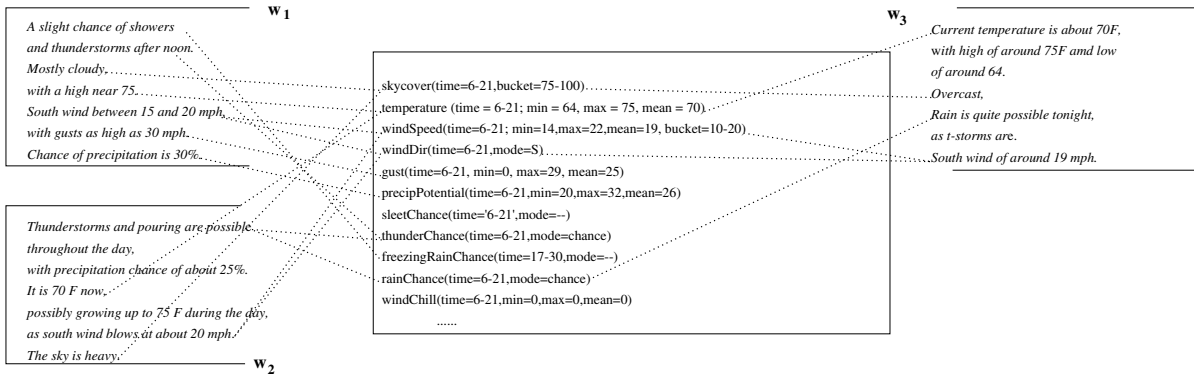 w1
A slight chance of showers
and thunderstorms after noon.
Mostly cloudy,
with a high near 75.
South wind between 15 and 20 mph,
with gusts as high as 30 mph.
Chance of precipitation is 30%.
Thunderstorms and pouring are possible
throughout the day,
with precipitation chance of about 25%.
It is 70 F now,
possibly growing up to 75 F during the day,
as south wind blows at about 20 mph.
The sky is heavy.
w2
skycover(time=6-21,bucket=75-100)
temperature (time = 6-21; min = 64, max = 75, mean = 70)
windSpeed(time=6-21; min=14,max=22,mean=19, bucket=10-20)
windDir(time=6-21,mode=S)
gust(time=6-21, min=0, max=29, mean=25)
precipPotential(time=6-21,min=20,max=32,mean=26)
sleetChance(time='6-21',mode=--)
thunderChance(time=6-21,mode=chance)
freezingRainChance(time=17-30,mode=--)
rainChance(time=6-21,mode=chance)
windChill(time=6-21,min=0,max=0,mean=0)
......
w3
Current temperature is about 70F,
with high of around 75F amd low
of around 64.
Overcast,
Rain is quite possible tonight,
as t-storms are.
South wind of around 19 mph.